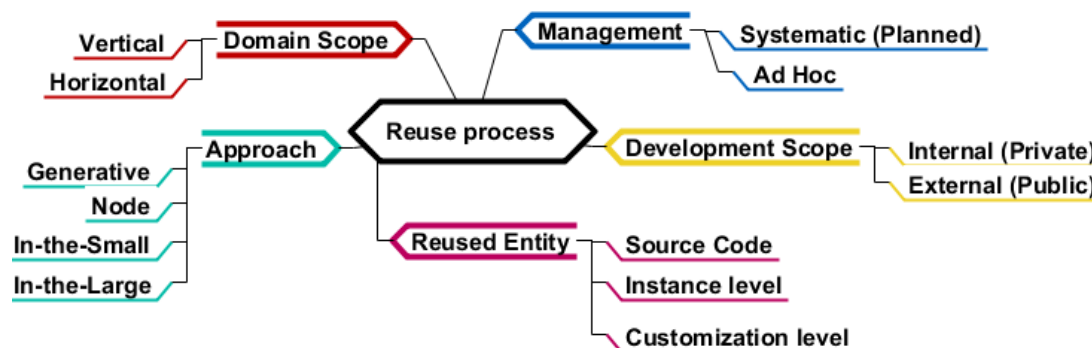 Domain Scope
Vertical
Horizontal
Management
Systematic (Planned)
Ad Hoc
Reuse process
Approach
Generative
Node
In-the-Small
In-the-Large
Development Scope
Internal (Private)
External (Public)
Reused Entity
Source Code
Instance level
Customization level